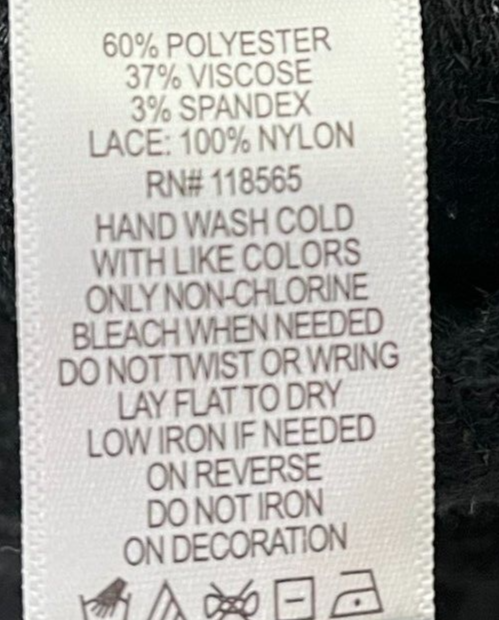 60% POLYESTER
37% VISCOSE
3% SPANDEX
LACE: 100% NYLON
RN# 118565
HAND WASH COLD
WITH LIKE COLORS
ONLY NON-CHLORINE
BLEACH WHEN NEEDED
DO NOT TWIST OR WRING
LAY FLAT TO DRY
LOW IRON IF NEEDED
ON REVERSE
DO NOT IRON
ON DECORATION